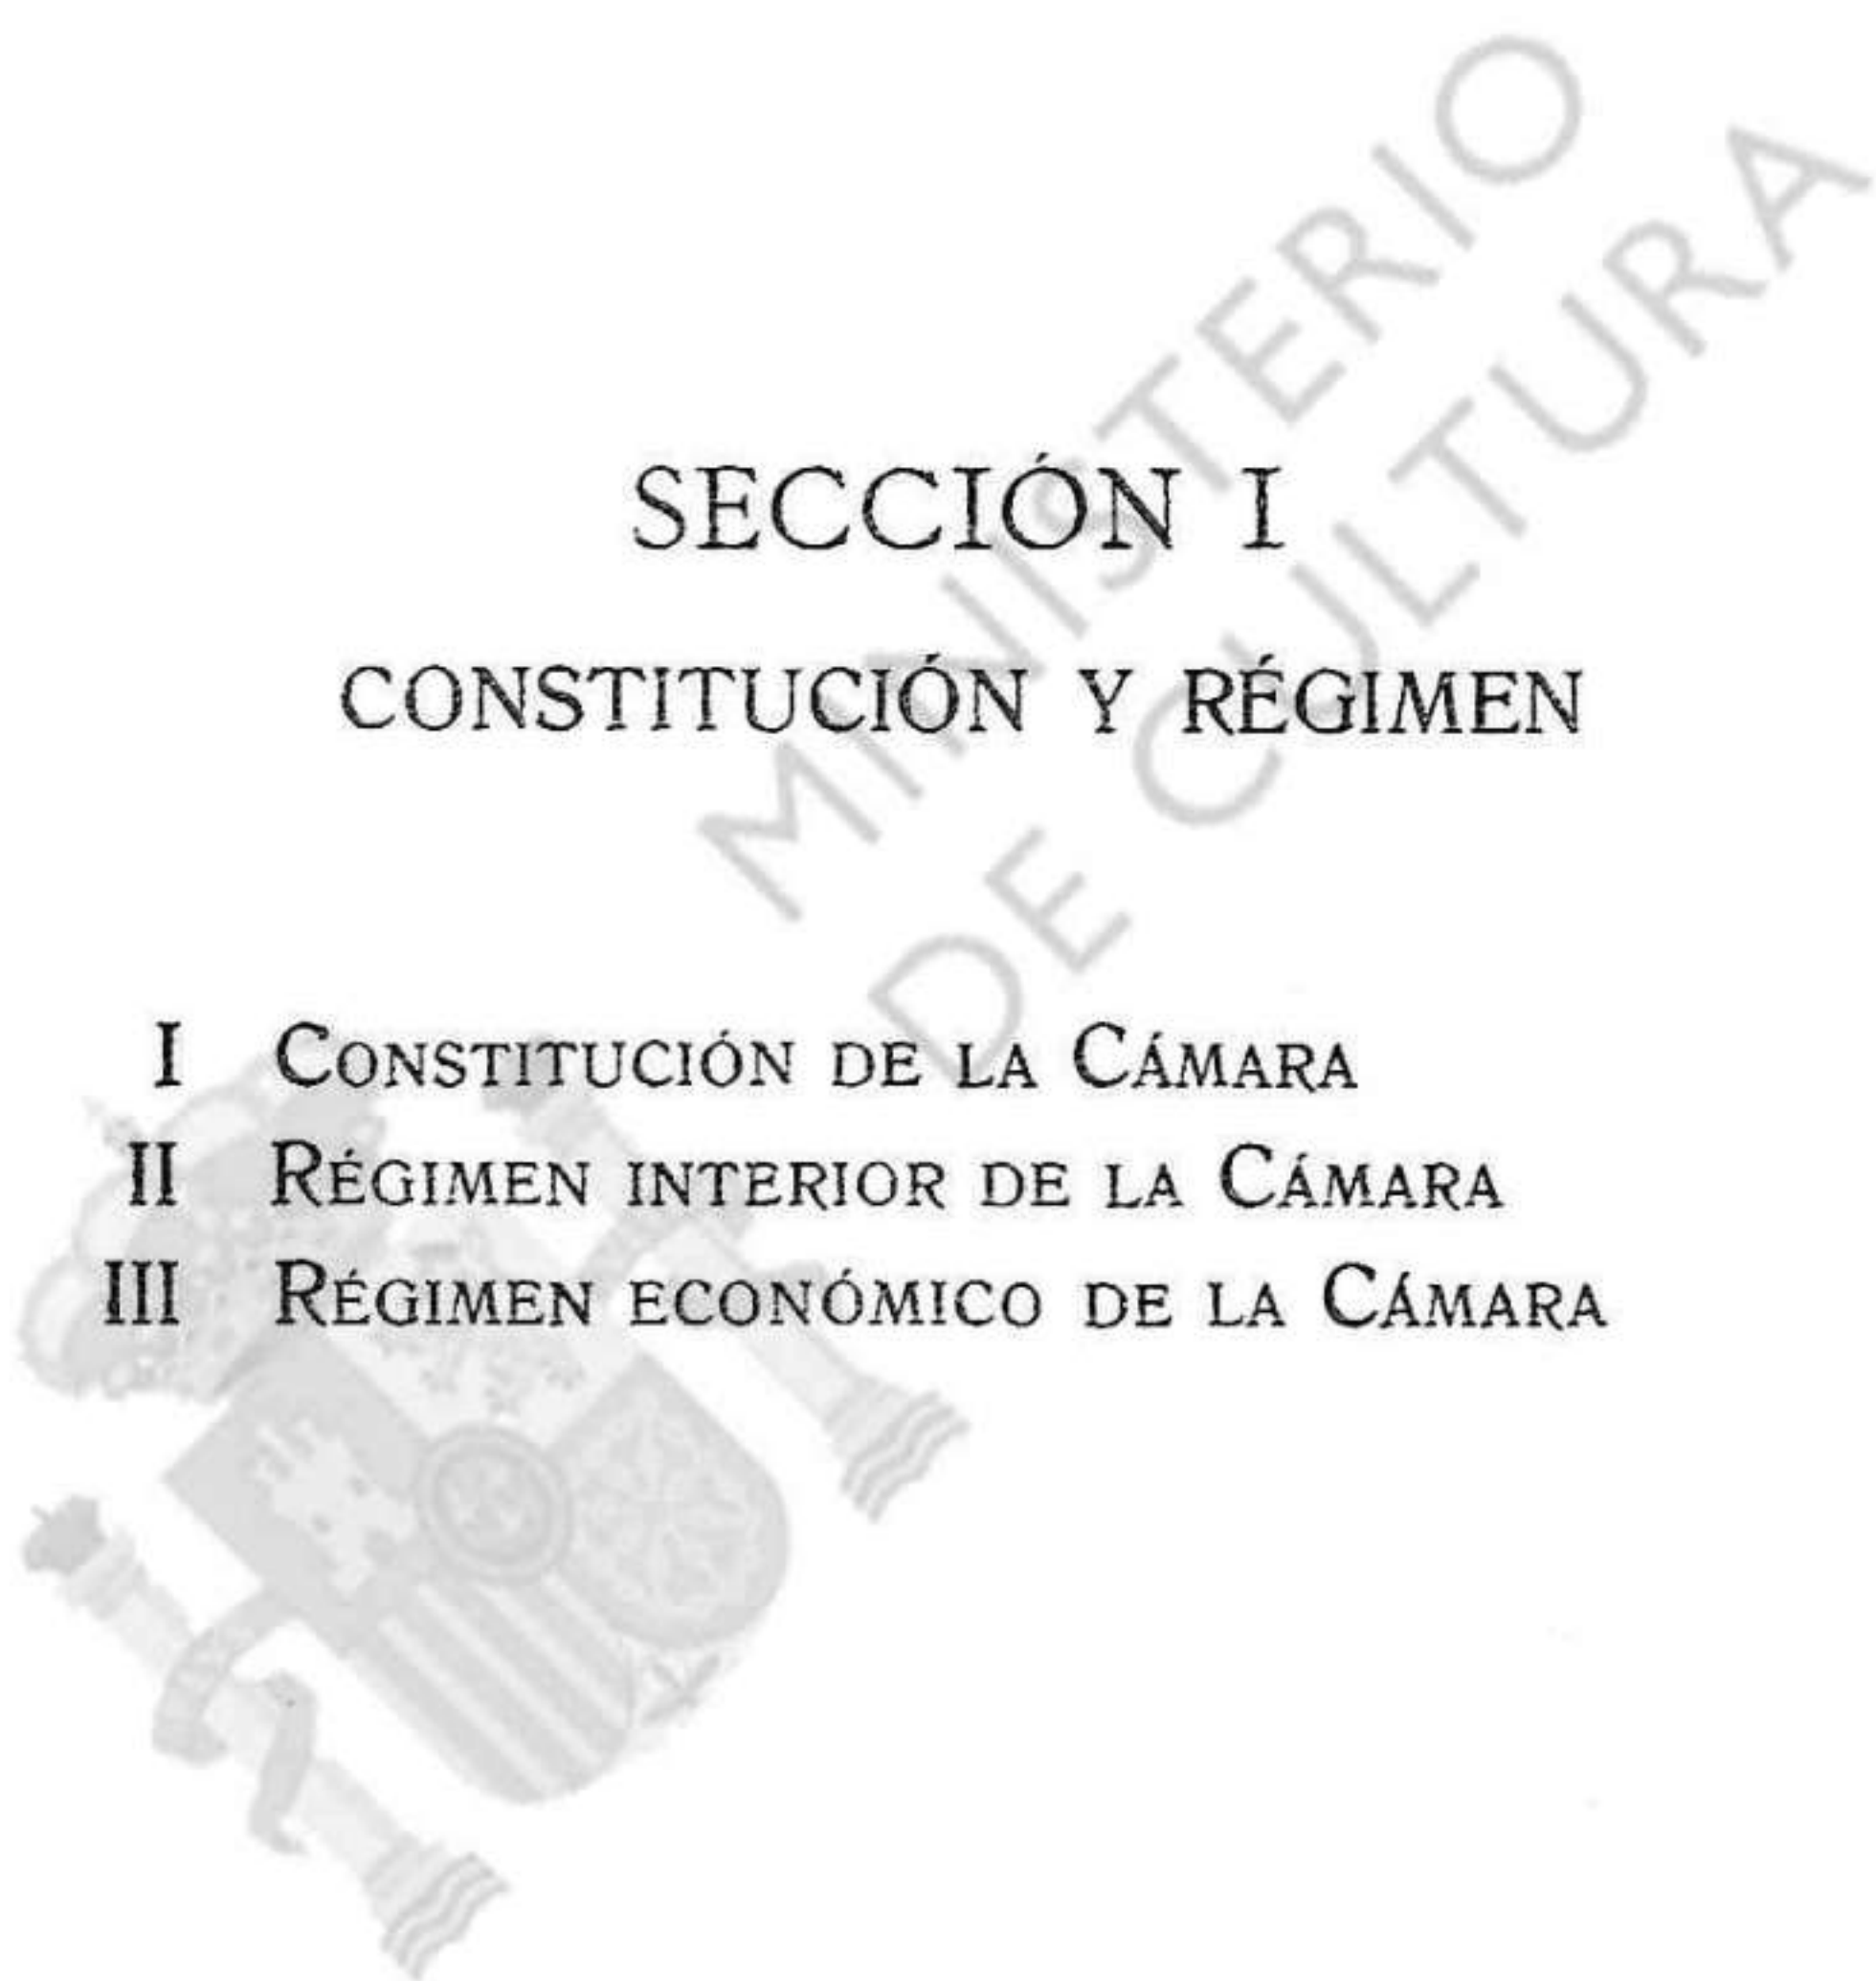 SECCIÓN I
CONSTITUCIÓN Y RÉGIMEN
I Constitución de la Cámara
II Régimen interior de la Cámara
III Régimen económico de la Cámara
MINISTERIO
DE CULTURA